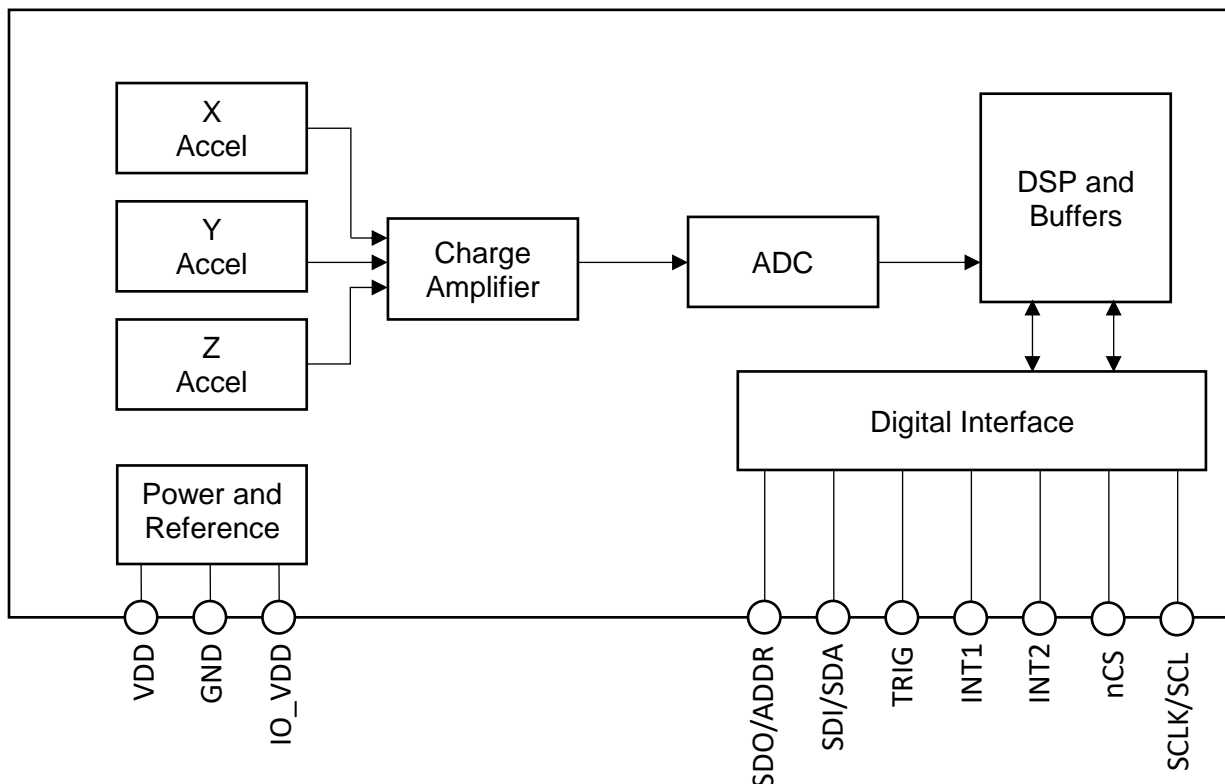 X
Accel
Y
Accel
Z
Accel
Charge
Amplifier
ADC
DSP and
Buffers
Digital Interface
Power and
Reference
VDD
GND
IO_VDD
SDO/ADDR
SDI/SDA
TRIG
INT1
INT2
nCS
SCLK/SCL